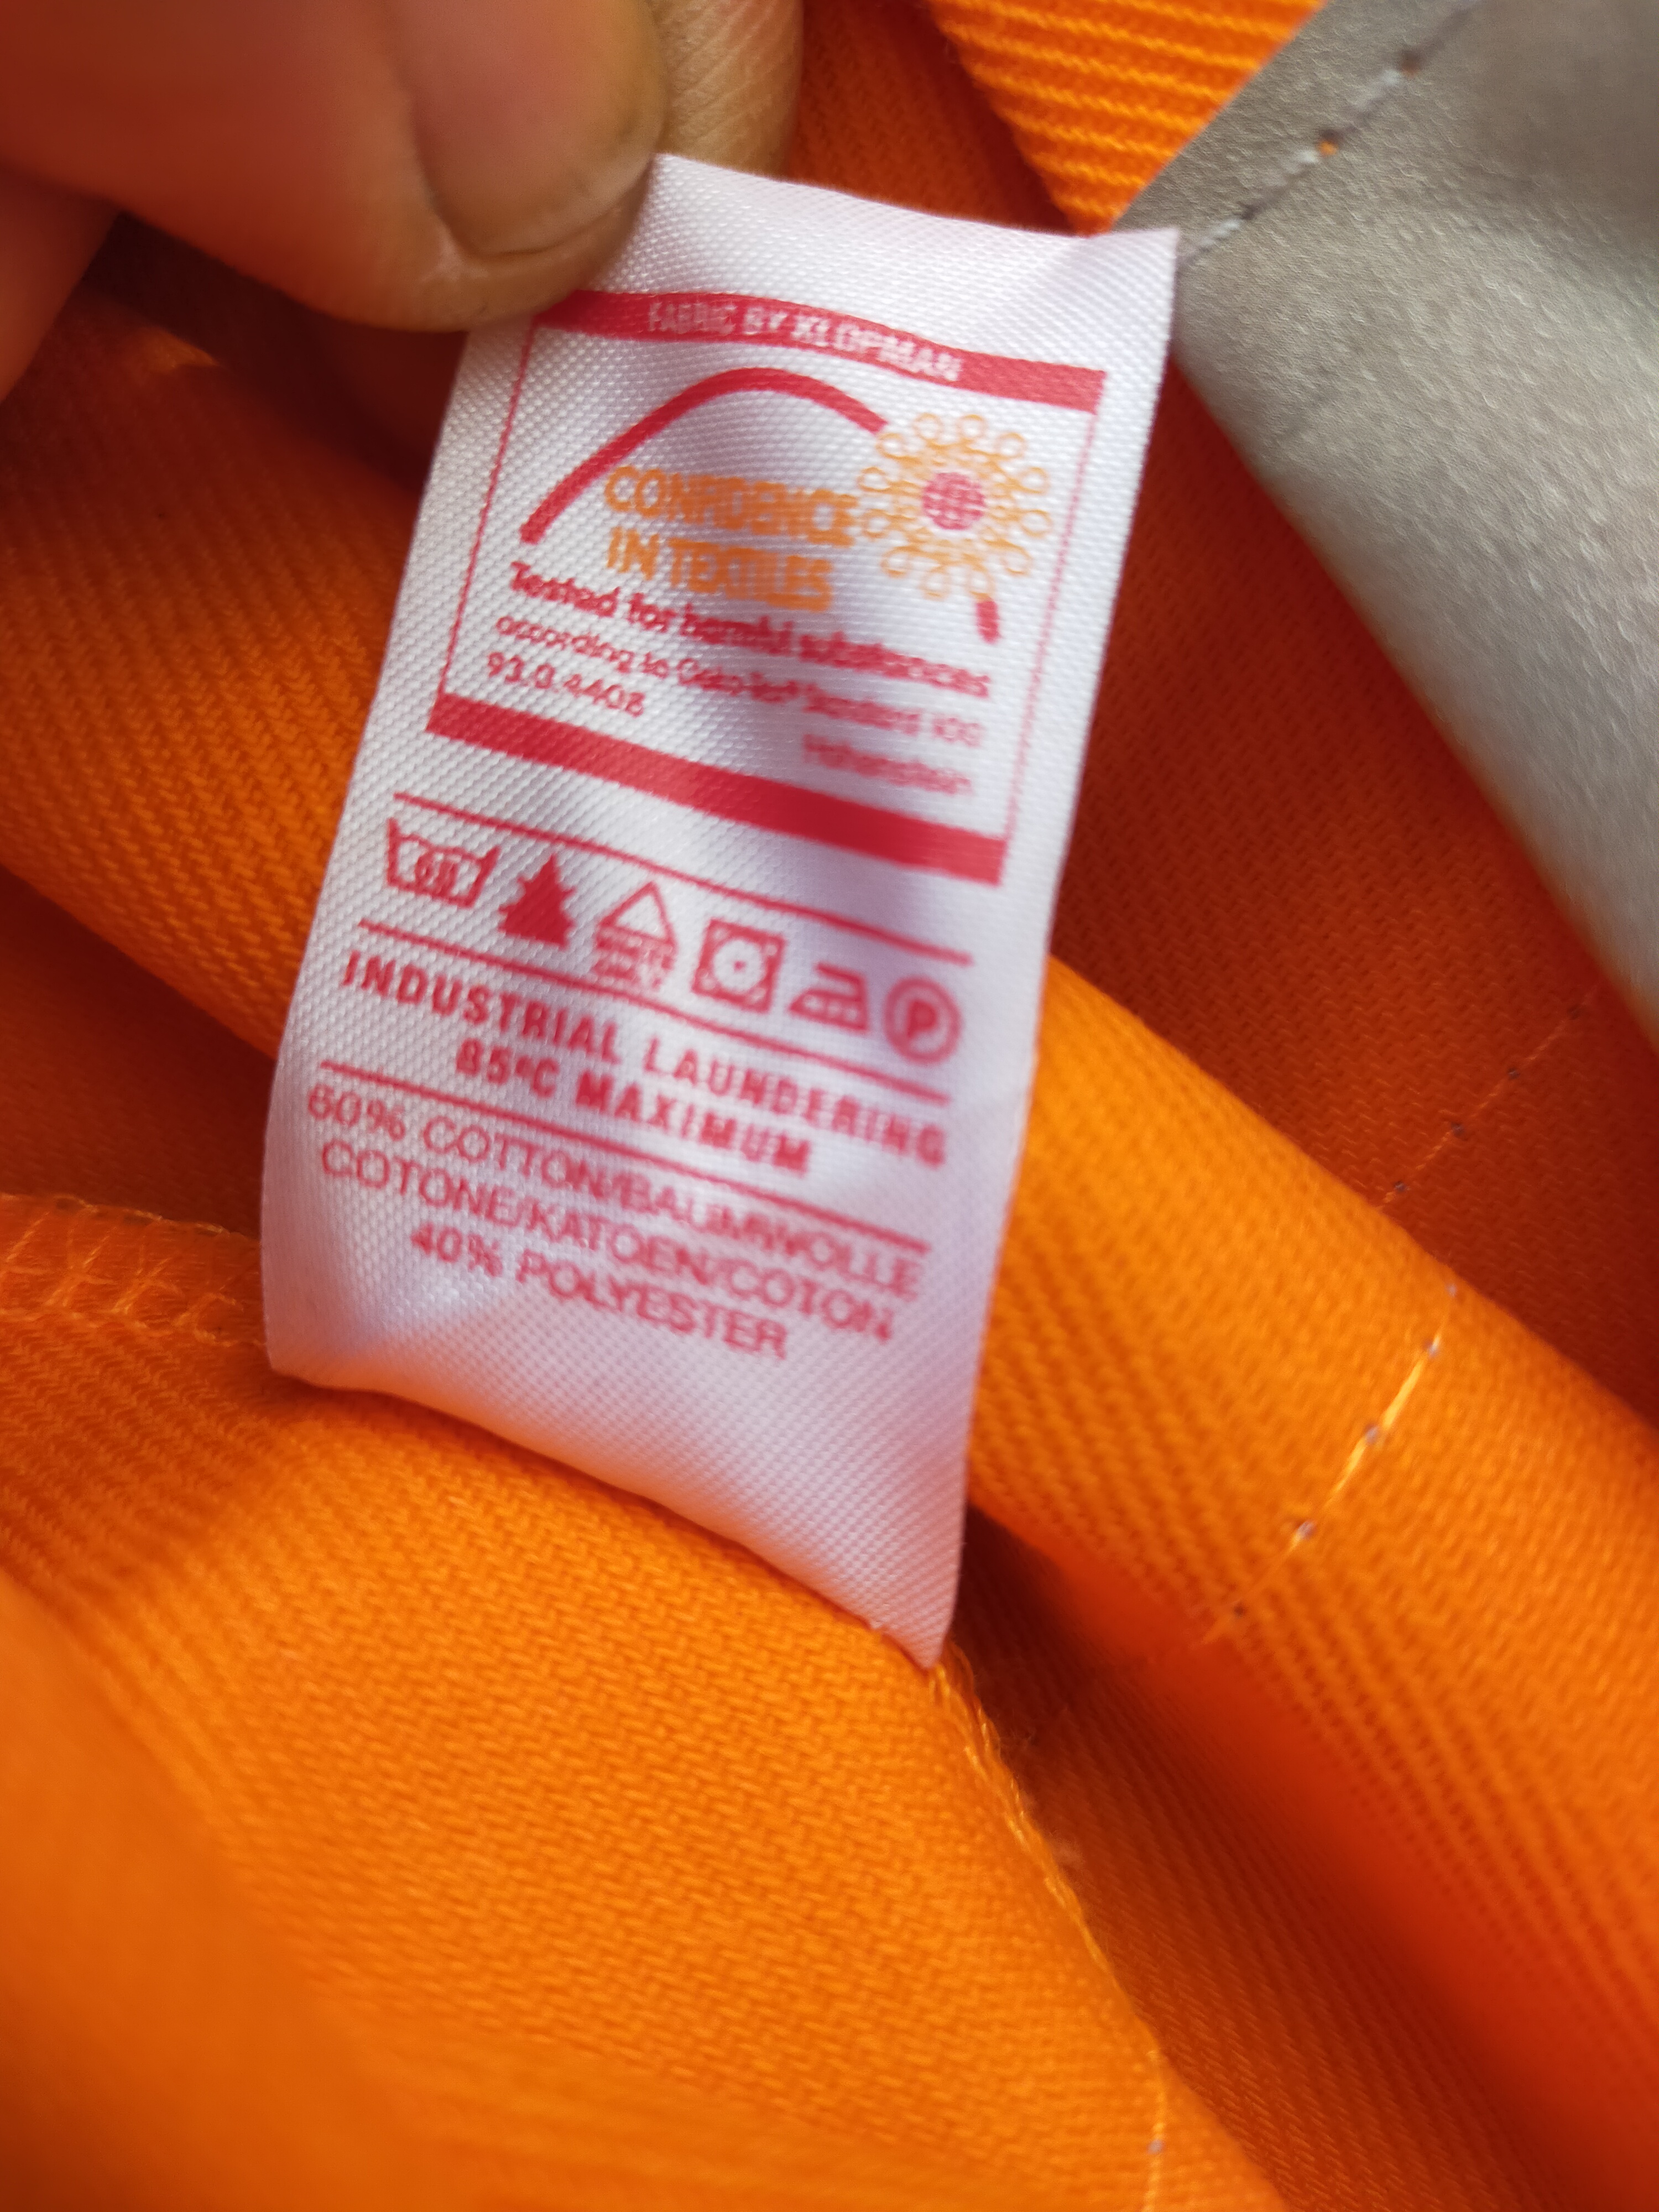 FABRIC BY KLOPMAN
CONFIDENCE
IN TEXTILES
Tested for harmful substances
according to Oeko-Tex® Standard 100
93.0.4408
Hohenstein
P
INDUSTRIAL LAUNDERING
85°C MAXIMUM
60% COTTON/BAUMWOLLE
COTONE/KATOEN/COTON
40% POLYESTER